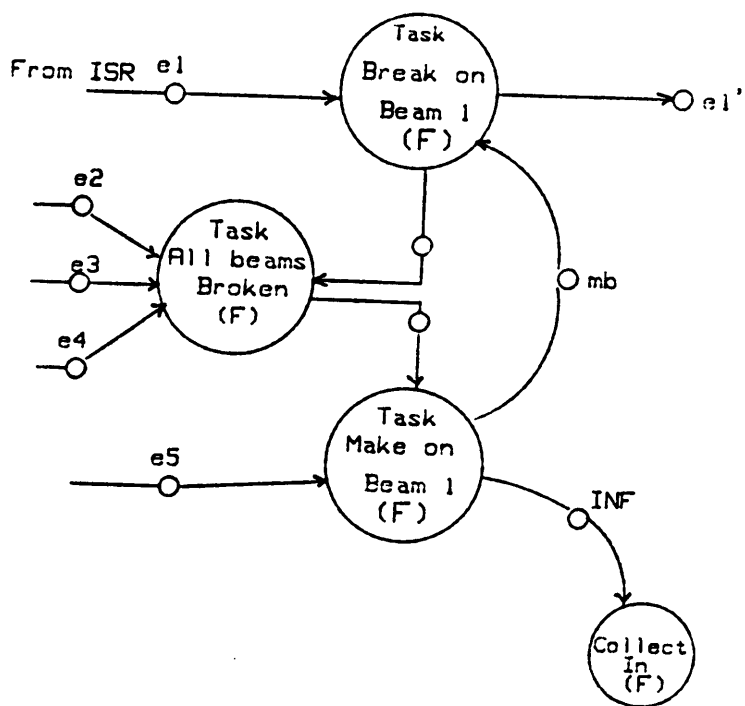 Task
Break on
Beam 1
(F)
From ISR e1
e1'
e2
e3
e4
Task
All beams
Broken
(F)
mb
Task
Make on
Beam 1
(F)
e5
INF
Collect
In
(F)